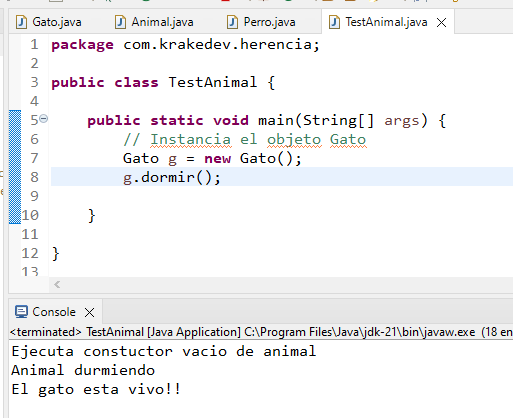 Gato.java
Animal.java
Perro.java
TestAnimal.java
1 package com.krakedev.herencia;
2
3 public class TestAnimal {
4
5 public static void main(String[] args) {
6 // Instancia el objeto Gato
7 Gato g = new Gato();
8 g.dormir();
9
10 }
11
12 }
13
Console
<terminated> TestAnimal [Java Application] C:\Program Files\Java\jdk-21\bin\javaw.exe (18 en
Ejecuta constuctor vacio de animal
Animal durmiendo
El gato esta vivo!!